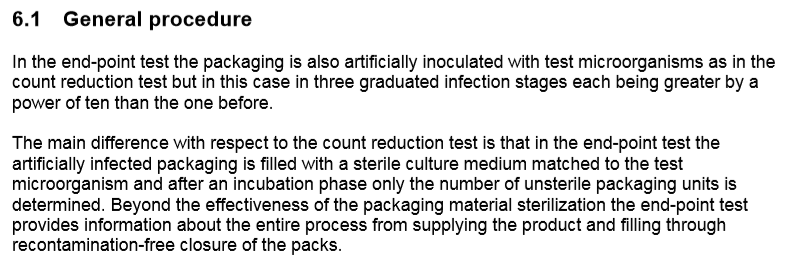 6.1 General procedure
In the end-point test the packaging is also artificially inoculated with test microorganisms as in the
count reduction test but in this case in three graduated infection stages each being greater by a
power of ten than the one before.
The main difference with respect to the count reduction test is that in the end-point test the
artificially infected packaging is filled with a sterile culture medium matched to the test
microorganism and after an incubation phase only the number of unsterile packaging units is
determined. Beyond the effectiveness of the packaging material sterilization the end-point test
provides information about the entire process from supplying the product and filling through
recontamination-free closure of the packs.